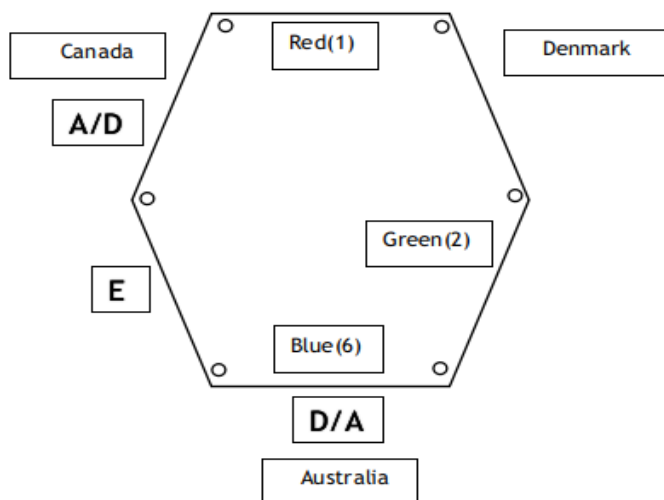 Red(1)
Canada
Denmark
A/D
Green(2)
E
Blue(6)
D/A
Australia